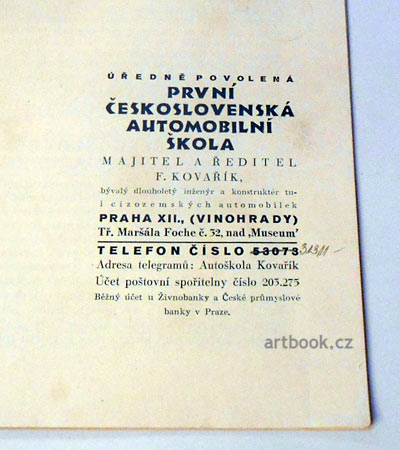 ÚŘEDNĚ POVOLENÁ
PRVNÍ
ČESKOSLOVENSKÁ
AUTOMOBILNÍ
ŠKOLA
MAJITEL A ŘEDITEL
F. KOVAŘÍK,
bývalý dlouholetý inženýr a konstruktér tu-
i cizozemských automobilek
PRAHA XII., (VINOHRADY)
Tř. Maršála Foche č. 32, nad „Museum"
TELEFON ČÍSLO 53073
Adresa telegramů: Autoškola Kovařík
Účet poštovní spořitelny číslo 203.275
Běžný účet u Živnobanky a České průmyslové
banky v Praze.
artbook.cz